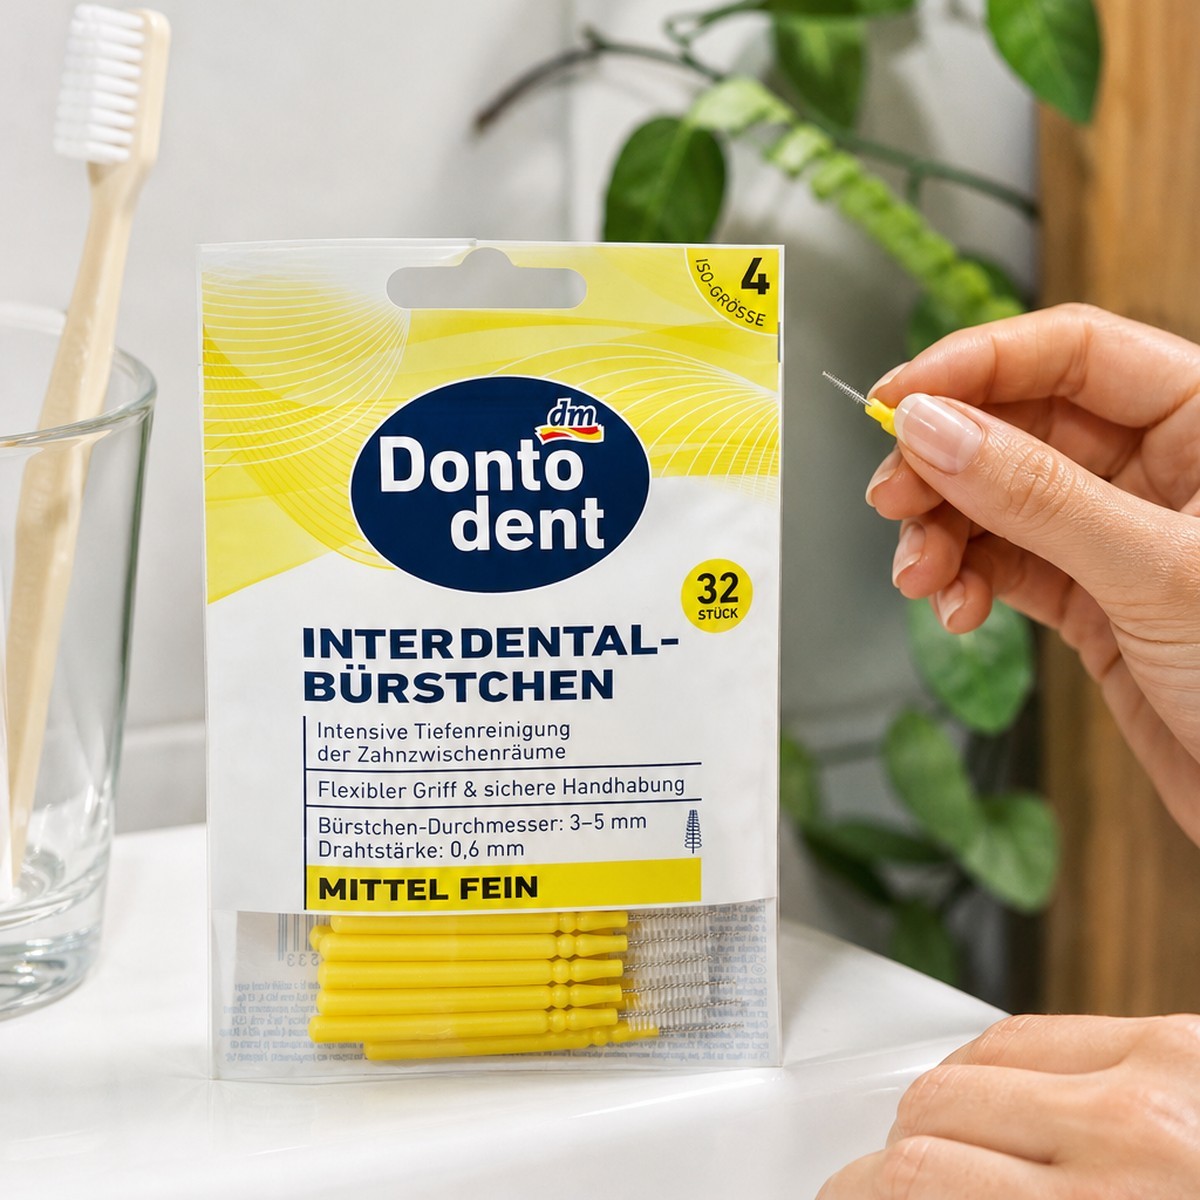 4
ISO-GRÖSSE
dm
Donto
dent
32
STÜCK
INTERDENTAL-
BÜRSTCHEN
Intensive Tiefenreinigung
der Zahnzwischenräume
Flexibler Griff & sichere Handhabung
Bürstchen-Durchmesser: 3–5 mm
Drahtstärke: 0,6 mm
MITTEL FEIN